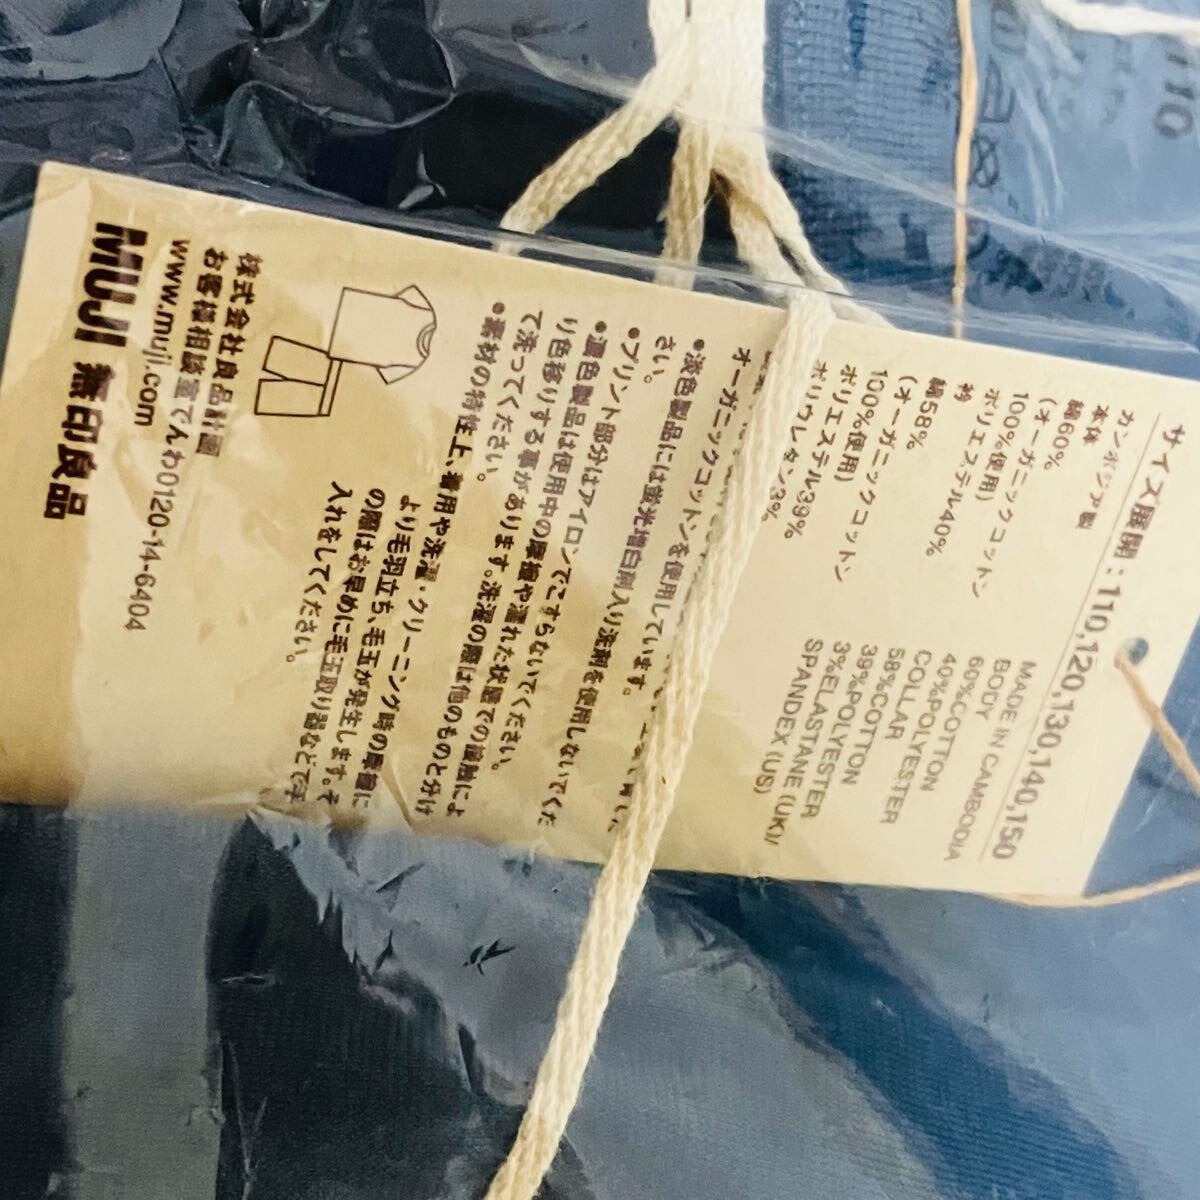 サイズ展開：110,120,130,140,150
カンボジア製
本体
綿60%
(オーガニックコットン
100%使用)
ポリエステル40%
衿
綿58%
(オーガニックコットン
100%使用)
ポリエステル39%
ポリウレタン3%
MADE IN CAMBODIA
BODY
60%COTTON
40%POLYESTER
COLLAR
58%COTTON
39%POLYESTER
3%ELASTANE (UK)/
SPANDEX (US)
オーガニックコットンを使用しています。
●淡色製品には蛍光増白剤入り洗剤を使用しないでくだ
さい。
●プリント部分はアイロンでこすらないでください。
●濃色製品は使用中の摩擦や濡れた状態での接触によ
り色移りする事があります。洗濯の際は他のものと分け
て洗ってください。
●素材の特性上、着用や洗濯・クリーニング時の摩擦に
より毛羽立ち、毛玉が発生します。そ
の際はお早めに毛玉取り器などで手
入れをしてください。
株式会社良品計画
お客様相談室でんわ0120-14-6404
www.muji.com
MUJI 無印良品
110